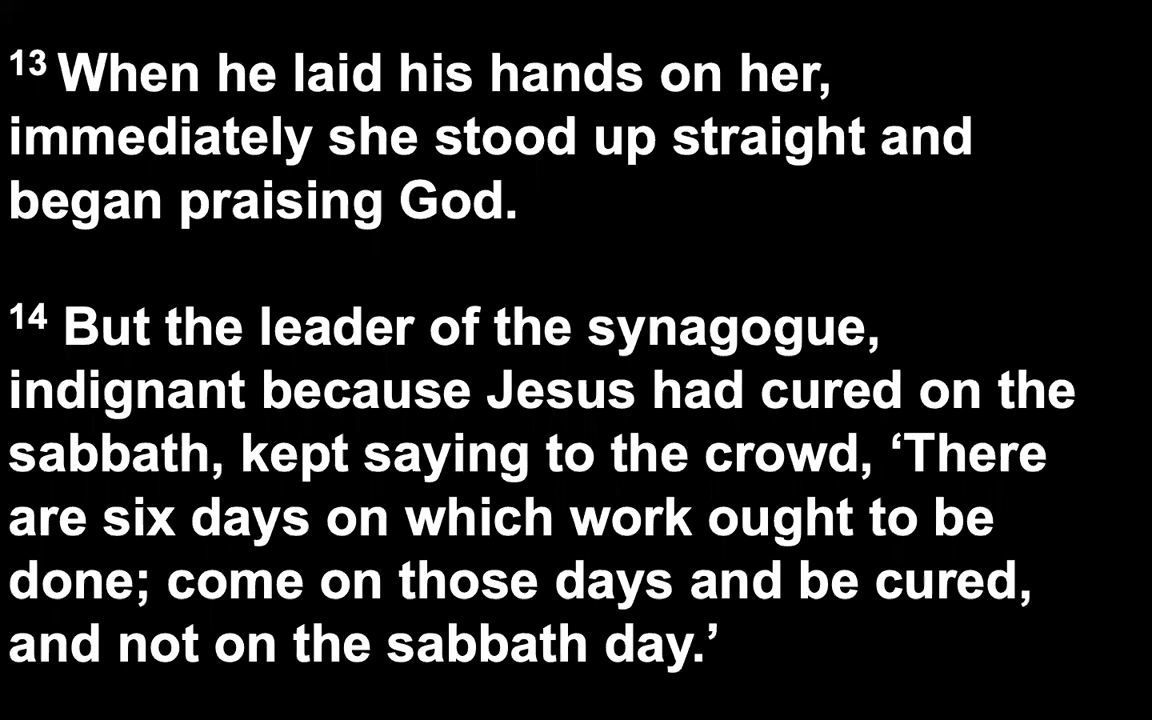 13 When he laid his hands on her,
immediately she stood up straight and
began praising God.
14 But the leader of the synagogue,
indignant because Jesus had cured on the
sabbath, kept saying to the crowd, ‘There
are six days on which work ought to be
done; come on those days and be cured,
and not on the sabbath day.’